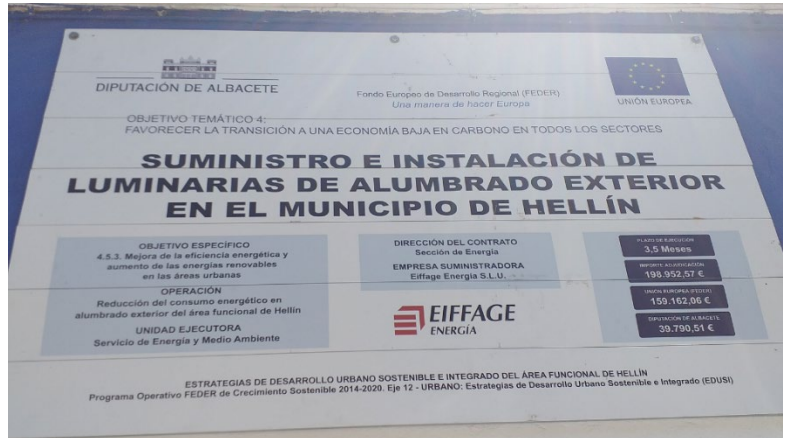 DIPUTACIÓN DE ALBACETE
Fondo Europeo de Desarrollo Regional (FEDER)
Una manera de hacer Europa
UNIÓN EUROPEA
OBJETIVO TEMÁTICO 4:
FAVORECER LA TRANSICIÓN A UNA ECONOMÍA BAJA EN CARBONO EN TODOS LOS SECTORES
SUMINISTRO E INSTALACIÓN DE
LUMINARIAS DE ALUMBRADO EXTERIOR
EN EL MUNICIPIO DE HELLÍN
OBJETIVO ESPECÍFICO
4.5.3. Mejora de la eficiencia energética y
aumento de las energías renovables
en las áreas urbanas
OPERACIÓN
Reducción del consumo energético en
alumbrado exterior del área funcional de Hellín
UNIDAD EJECUTORA
Servicio de Energía y Medio Ambiente
DIRECCIÓN DEL CONTRATO
Sección de Energía
EMPRESA SUMINISTRADORA
Eiffage Energía S.L.U.
EIFFAGE
ENERGÍA
PLAZO DE EJECUCIÓN
3,5 Meses
IMPORTE ADJUDICACIÓN
198.952,57 €
UNIÓN EUROPEA (FEDER)
159.162,06 €
DIPUTACIÓN DE ALBACETE
39.790,51 €
ESTRATEGIAS DE DESARROLLO URBANO SOSTENIBLE E INTEGRADO DEL ÁREA FUNCIONAL DE HELLÍN
Programa Operativo FEDER de Crecimiento Sostenible 2014-2020. Eje 12 - URBANO: Estrategias de Desarrollo Urbano Sostenible e Integrado (EDUSI)